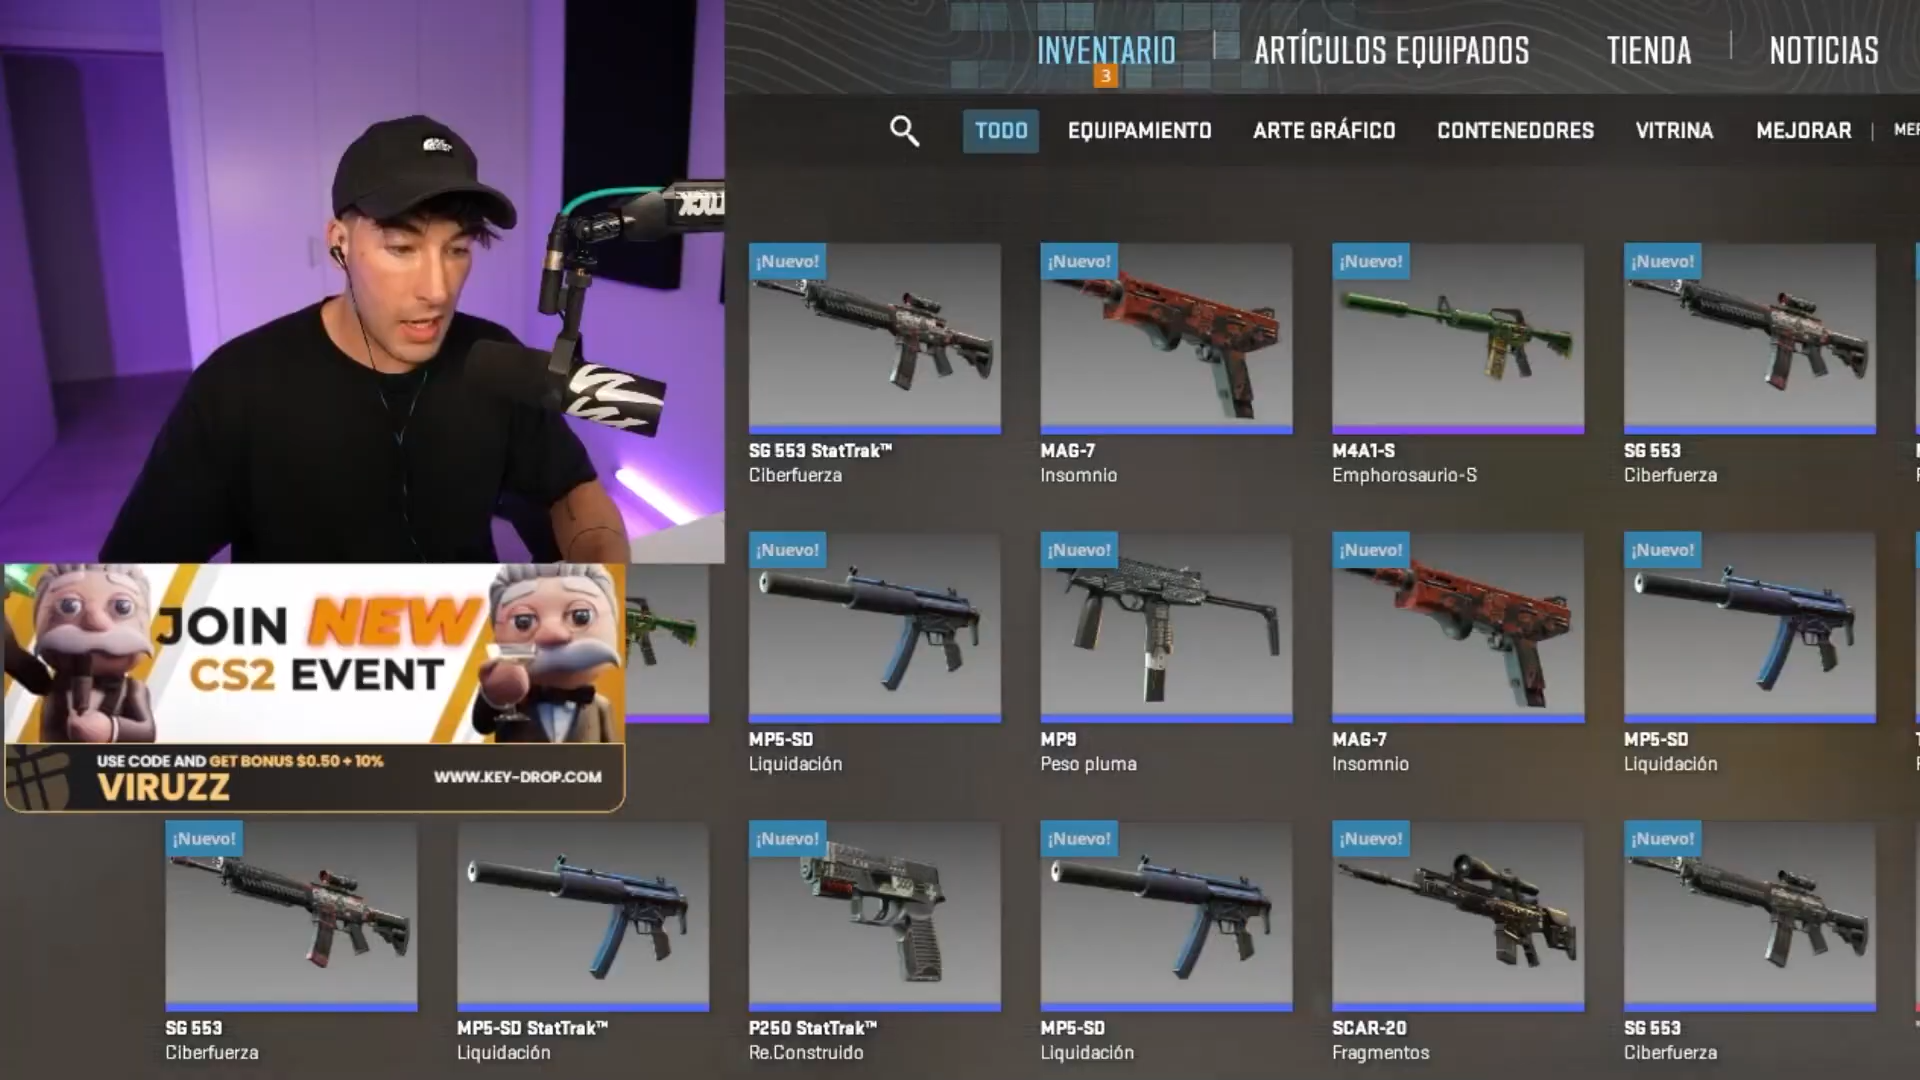 INVENTARIO
3
ARTÍCULOS EQUIPADOS
TIENDA
NOTICIAS
TODO
EQUIPAMIENTO
ARTE GRÁFICO
CONTENEDORES
VITRINA
MEJORAR
¡Nuevo!
¡Nuevo!
¡Nuevo!
¡Nuevo!
SG 553 StatTrak™
Ciberfuerza
MAG-7
Insomnio
M4A1-S
Emphorosaurio-S
SG 553
Ciberfuerza
¡Nuevo!
¡Nuevo!
¡Nuevo!
¡Nuevo!
MP5-SD
Liquidación
MP9
Peso pluma
MAG-7
Insomnio
MP5-SD
Liquidación
JOIN NEW
CS2 EVENT
USE CODE AND GET BONUS $0.50 + 10%
VIRUZZ
WWW.KEY-DROP.COM
¡Nuevo!
¡Nuevo!
¡Nuevo!
¡Nuevo!
¡Nuevo!
SG 553
Ciberfuerza
MP5-SD StatTrak™
Liquidación
P250 StatTrak™
Re.Construido
MP5-SD
Liquidación
SCAR-20
Fragmentos
SG 553
Ciberfuerza